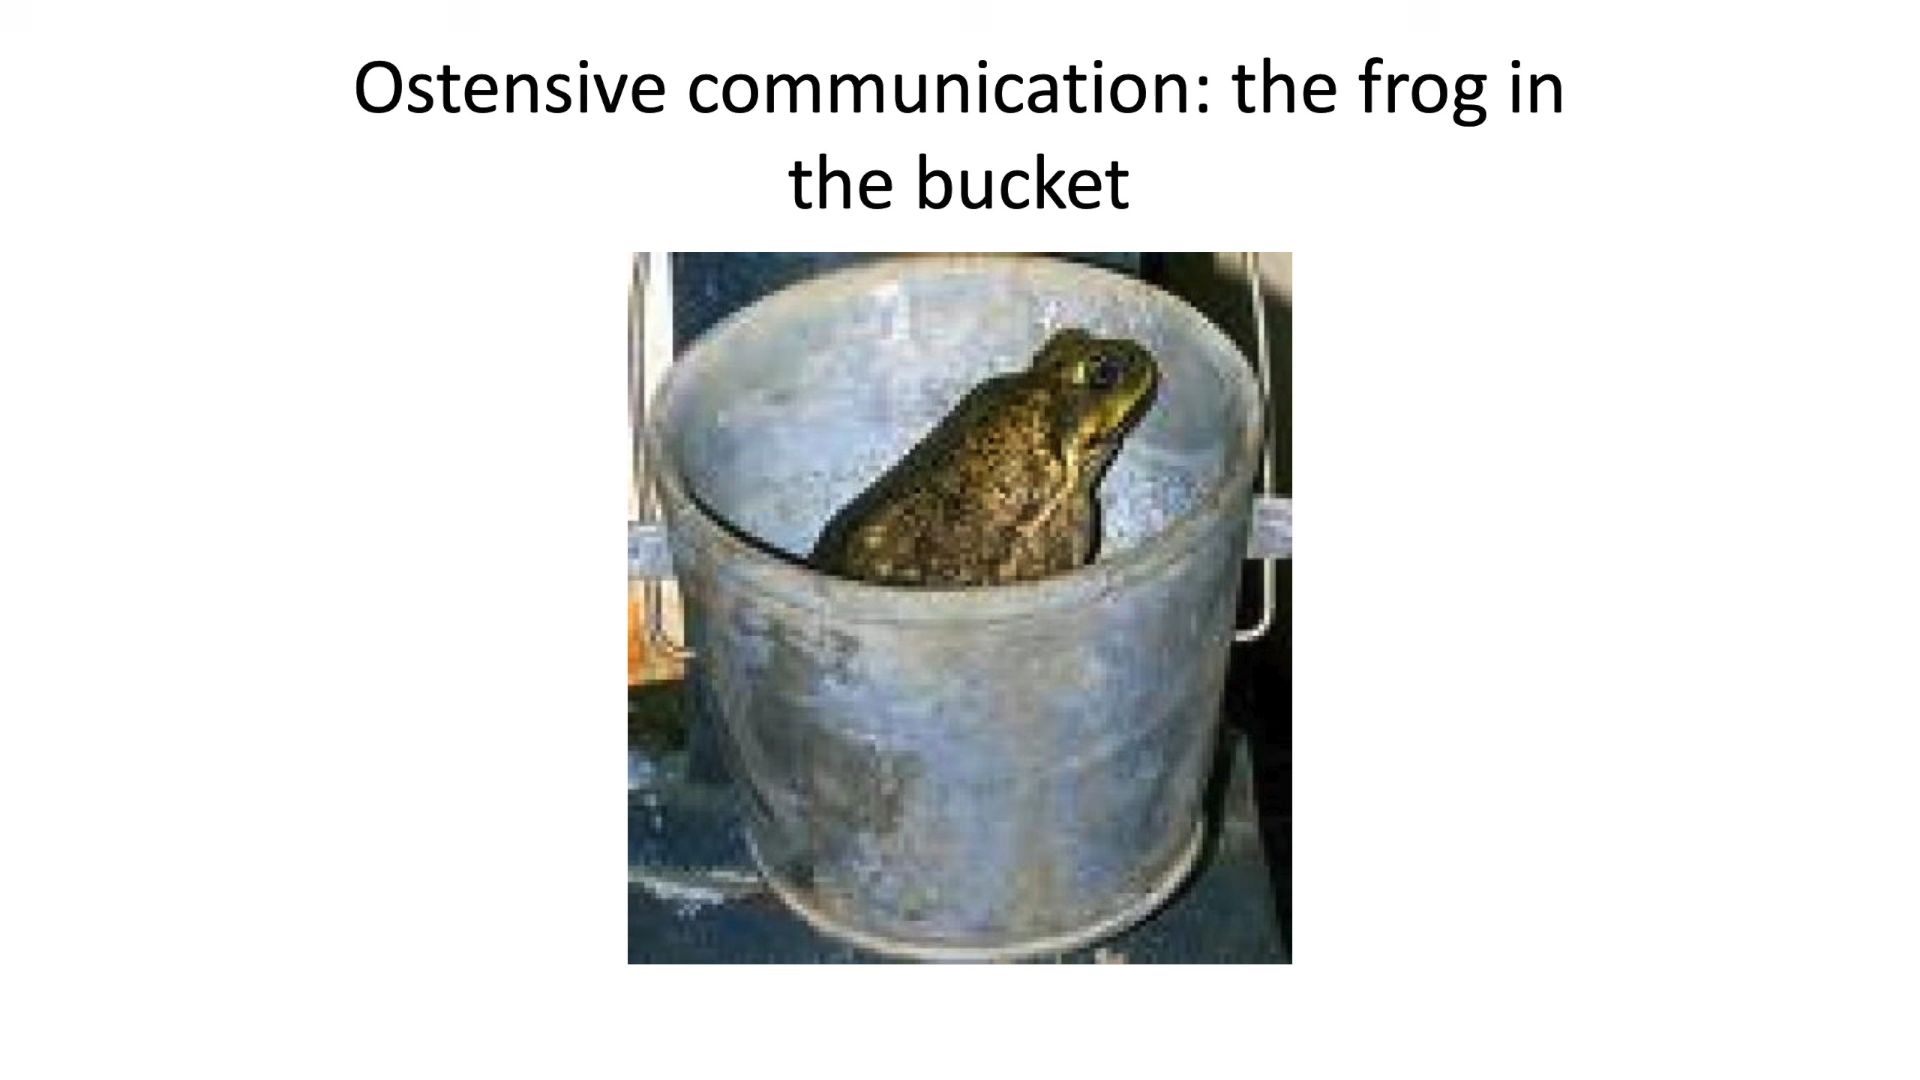 Ostensive communication: the frog in
the bucket